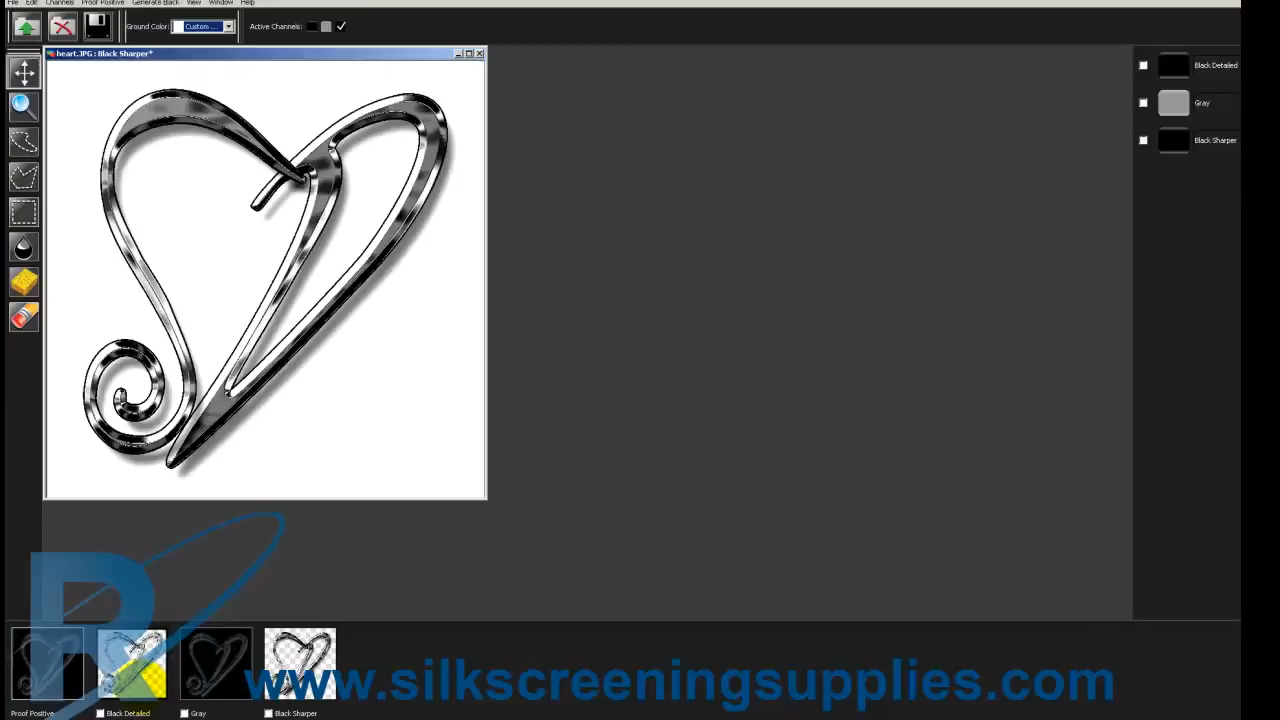 File Edit Channels Proof Positive Generate Black View Window Help
Ground Color: Custom ... Active Channels:
heart.JPG : Black Sharper*
Black Detailed
Gray
Black Sharper
R
www.silkscreeningsupplies.com
Proof Positive Black Detailed Gray Black Sharper